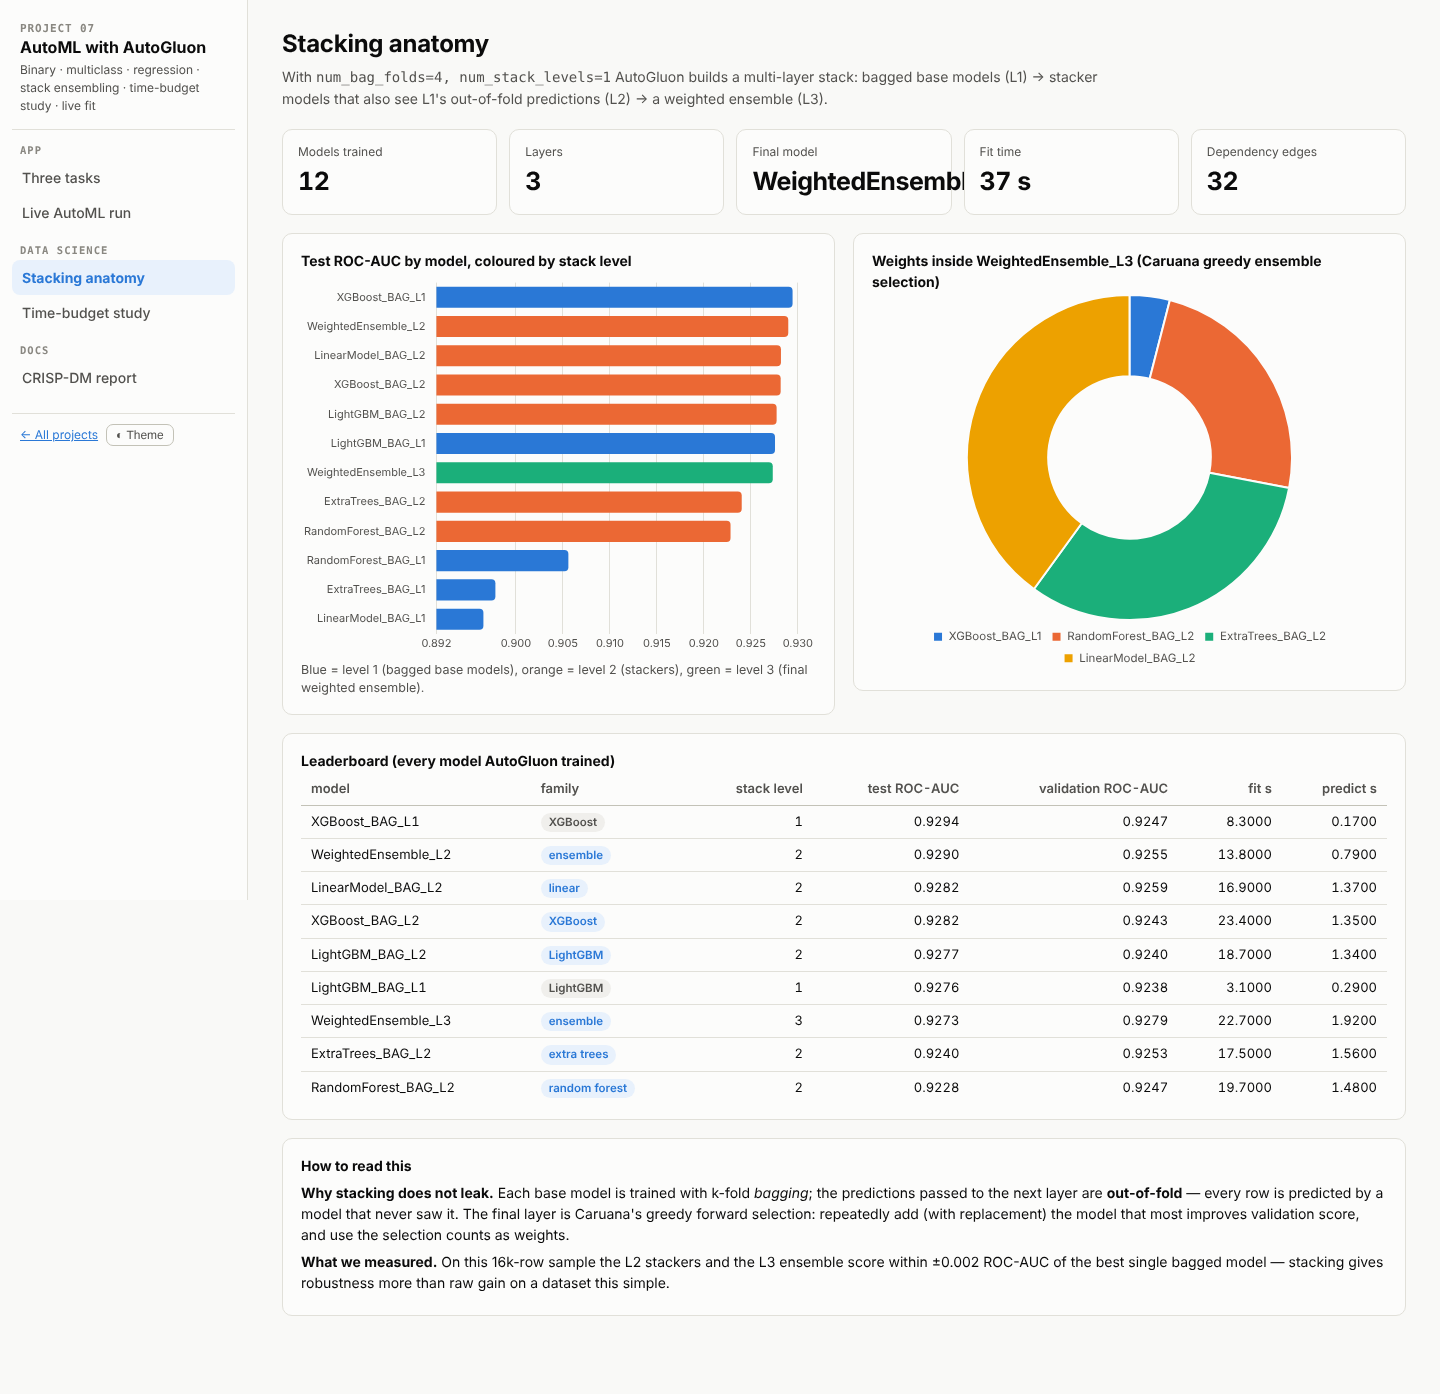 PROJECT 07
AutoML with AutoGluon
Binary · multiclass · regression ·
stack ensembling · time-budget
study · live fit
APP
Three tasks
Live AutoML run
DATA SCIENCE
Stacking anatomy
Time-budget study
DOCS
CRISP-DM report
← All projects
Theme
Stacking anatomy
With num_bag_folds=4, num_stack_levels=1 AutoGluon builds a multi-layer stack: bagged base models (L1) → stacker
models that also see L1's out-of-fold predictions (L2) → a weighted ensemble (L3).
Models trained
12
Layers
3
Final model
WeightedEnsembl
Fit time
37 s
Dependency edges
32
Test ROC-AUC by model, coloured by stack level
XGBoost_BAG_L1
WeightedEnsemble_L2
LinearModel_BAG_L2
XGBoost_BAG_L2
LightGBM_BAG_L2
LightGBM_BAG_L1
WeightedEnsemble_L3
ExtraTrees_BAG_L2
RandomForest_BAG_L2
RandomForest_BAG_L1
ExtraTrees_BAG_L1
LinearModel_BAG_L1
0.892 0.900 0.905 0.910 0.915 0.920 0.925 0.930
Blue = level 1 (bagged base models), orange = level 2 (stackers), green = level 3 (final
weighted ensemble).
Weights inside WeightedEnsemble_L3 (Caruana greedy ensemble
selection)
XGBoost_BAG_L1 RandomForest_BAG_L2 ExtraTrees_BAG_L2
LinearModel_BAG_L2
Leaderboard (every model AutoGluon trained)
model family stack level test ROC-AUC validation ROC-AUC fit s predict s
XGBoost_BAG_L1 XGBoost 1 0.9294 0.9247 8.3000 0.1700
WeightedEnsemble_L2 ensemble 2 0.9290 0.9255 13.8000 0.7900
LinearModel_BAG_L2 linear 2 0.9282 0.9259 16.9000 1.3700
XGBoost_BAG_L2 XGBoost 2 0.9282 0.9243 23.4000 1.3500
LightGBM_BAG_L2 LightGBM 2 0.9277 0.9240 18.7000 1.3400
LightGBM_BAG_L1 LightGBM 1 0.9276 0.9238 3.1000 0.2900
WeightedEnsemble_L3 ensemble 3 0.9273 0.9279 22.7000 1.9200
ExtraTrees_BAG_L2 extra trees 2 0.9240 0.9253 17.5000 1.5600
RandomForest_BAG_L2 random forest 2 0.9228 0.9247 19.7000 1.4800
How to read this
Why stacking does not leak. Each base model is trained with k-fold bagging; the predictions passed to the next layer are out-of-fold — every row is predicted by a
model that never saw it. The final layer is Caruana's greedy forward selection: repeatedly add (with replacement) the model that most improves validation score,
and use the selection counts as weights.
What we measured. On this 16k-row sample the L2 stackers and the L3 ensemble score within ±0.002 ROC-AUC of the best single bagged model — stacking gives
robustness more than raw gain on a dataset this simple.